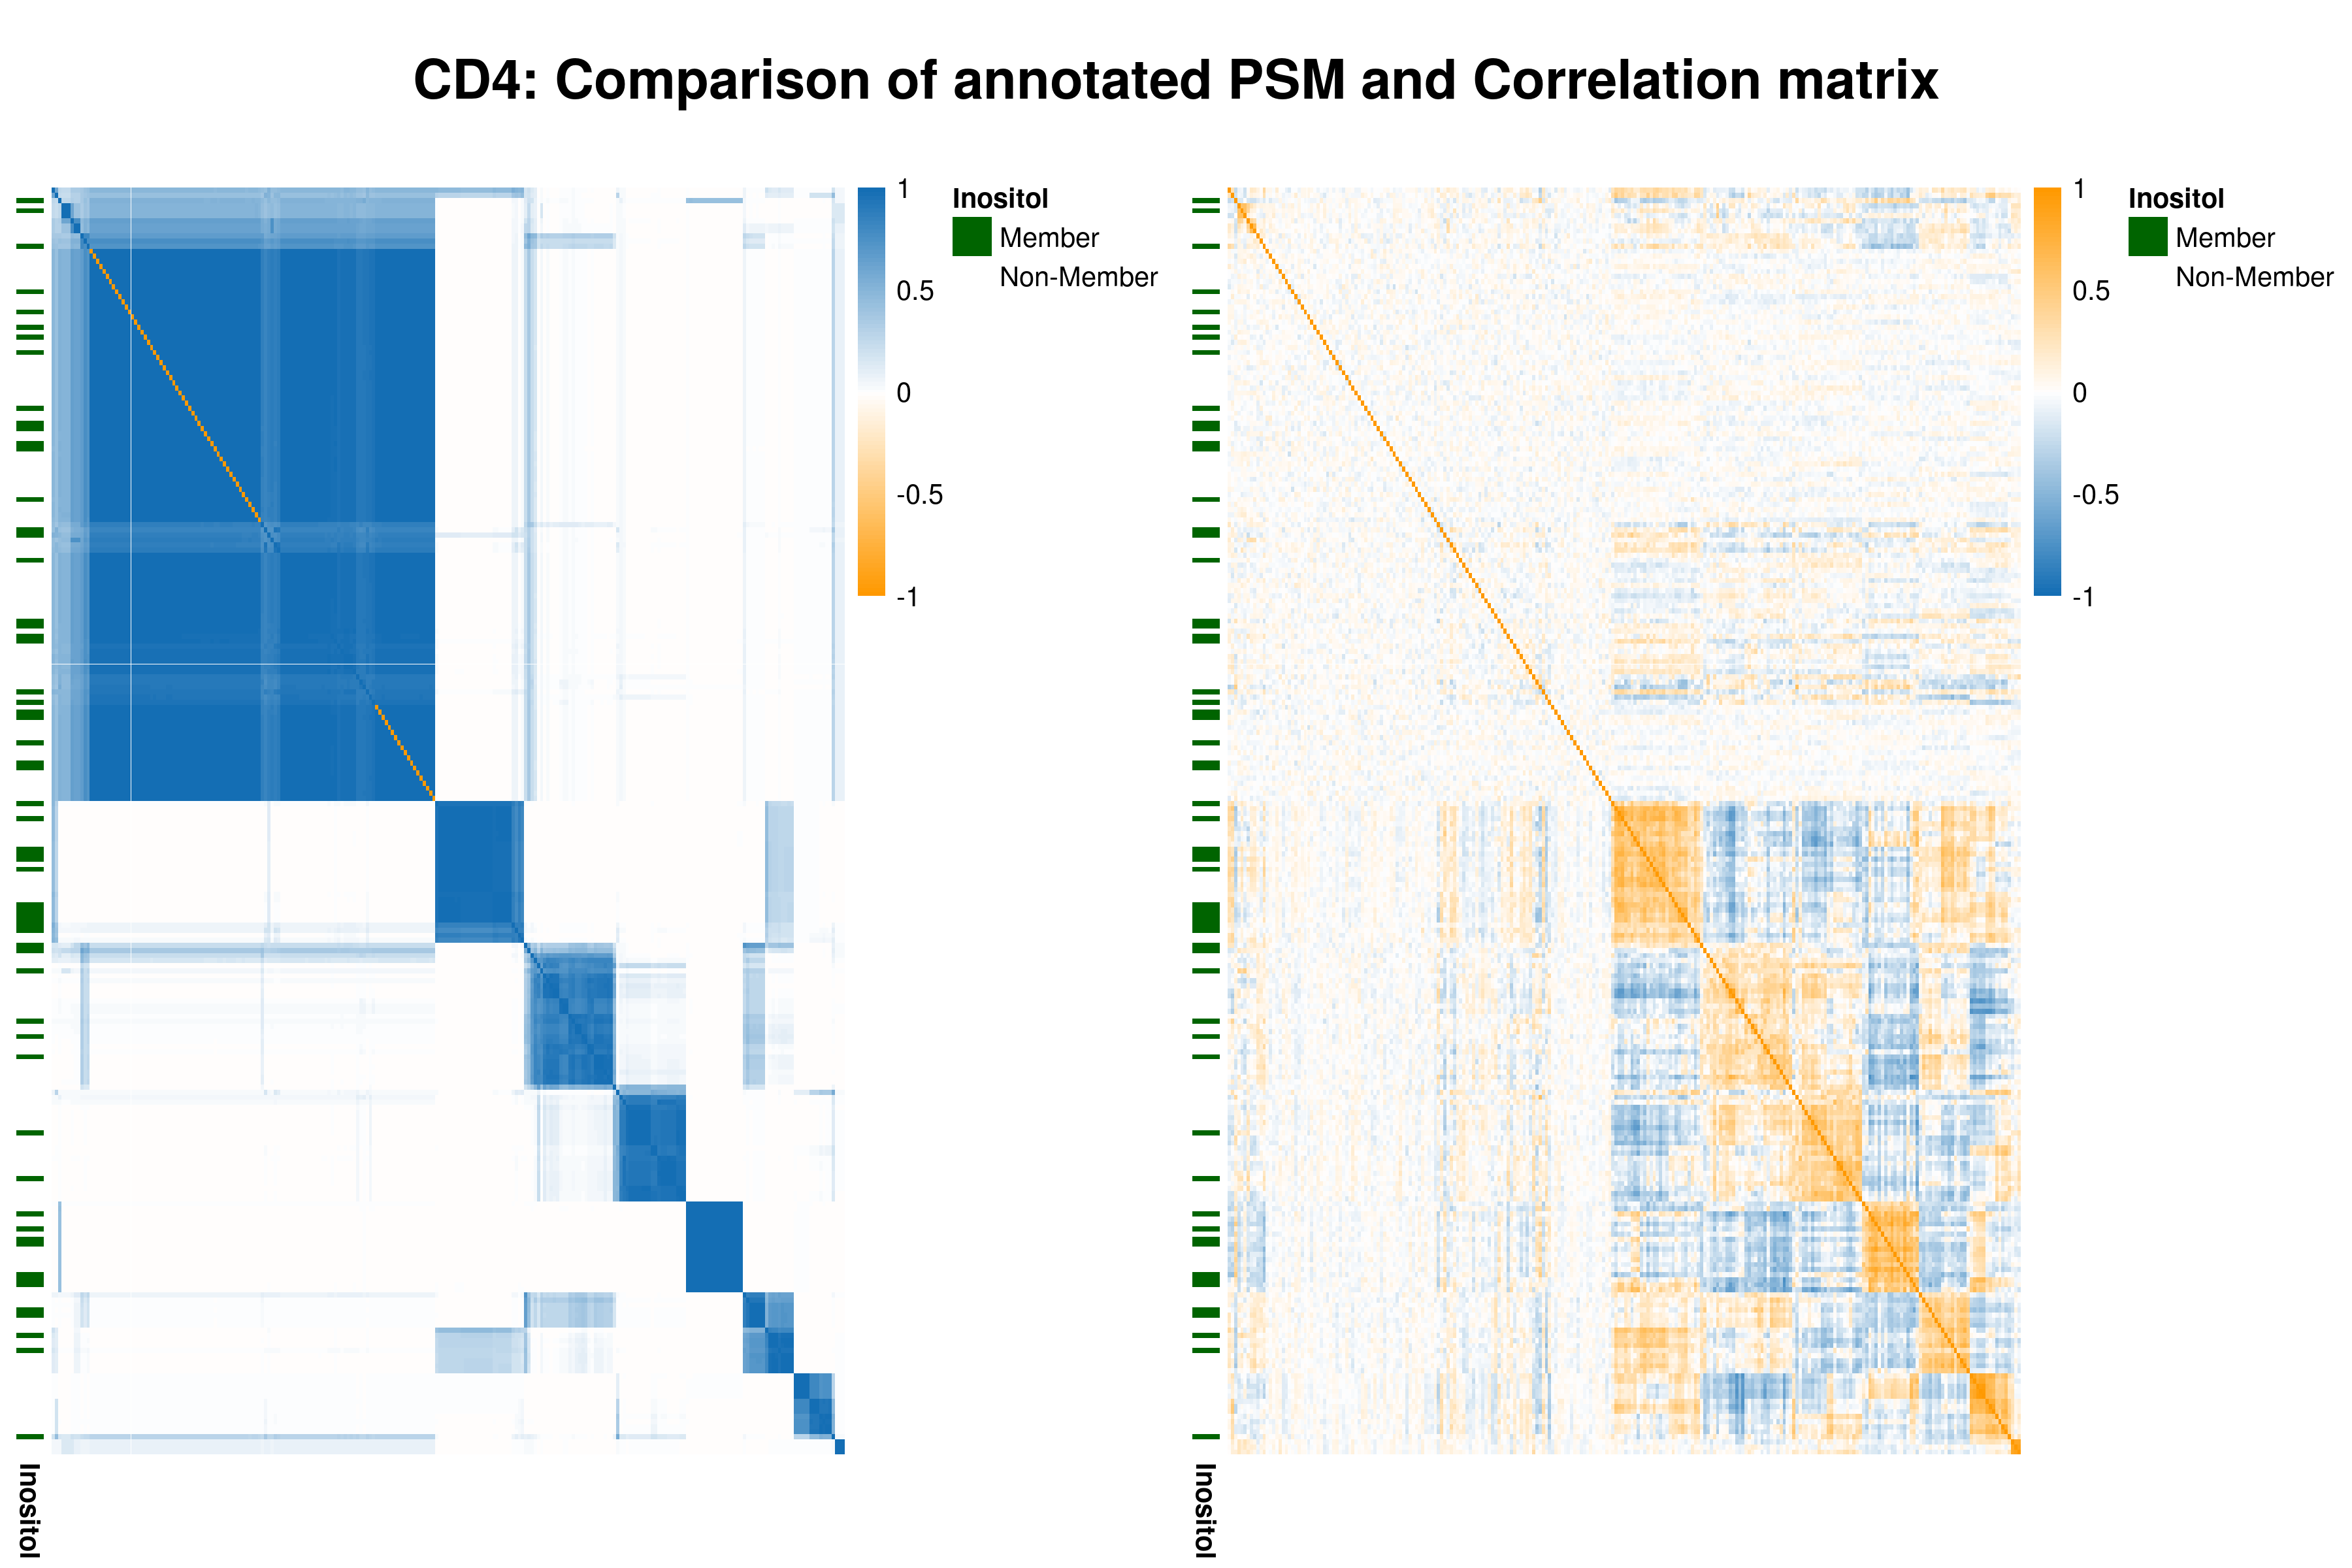 CD4: Comparison of annotated PSM and Correlation matrix
1
0.5
0
-0.5
-1
Inositol
Member
Non-Member
Inositol
1
0.5
0
-0.5
-1
Inositol
Member
Non-Member
Inositol